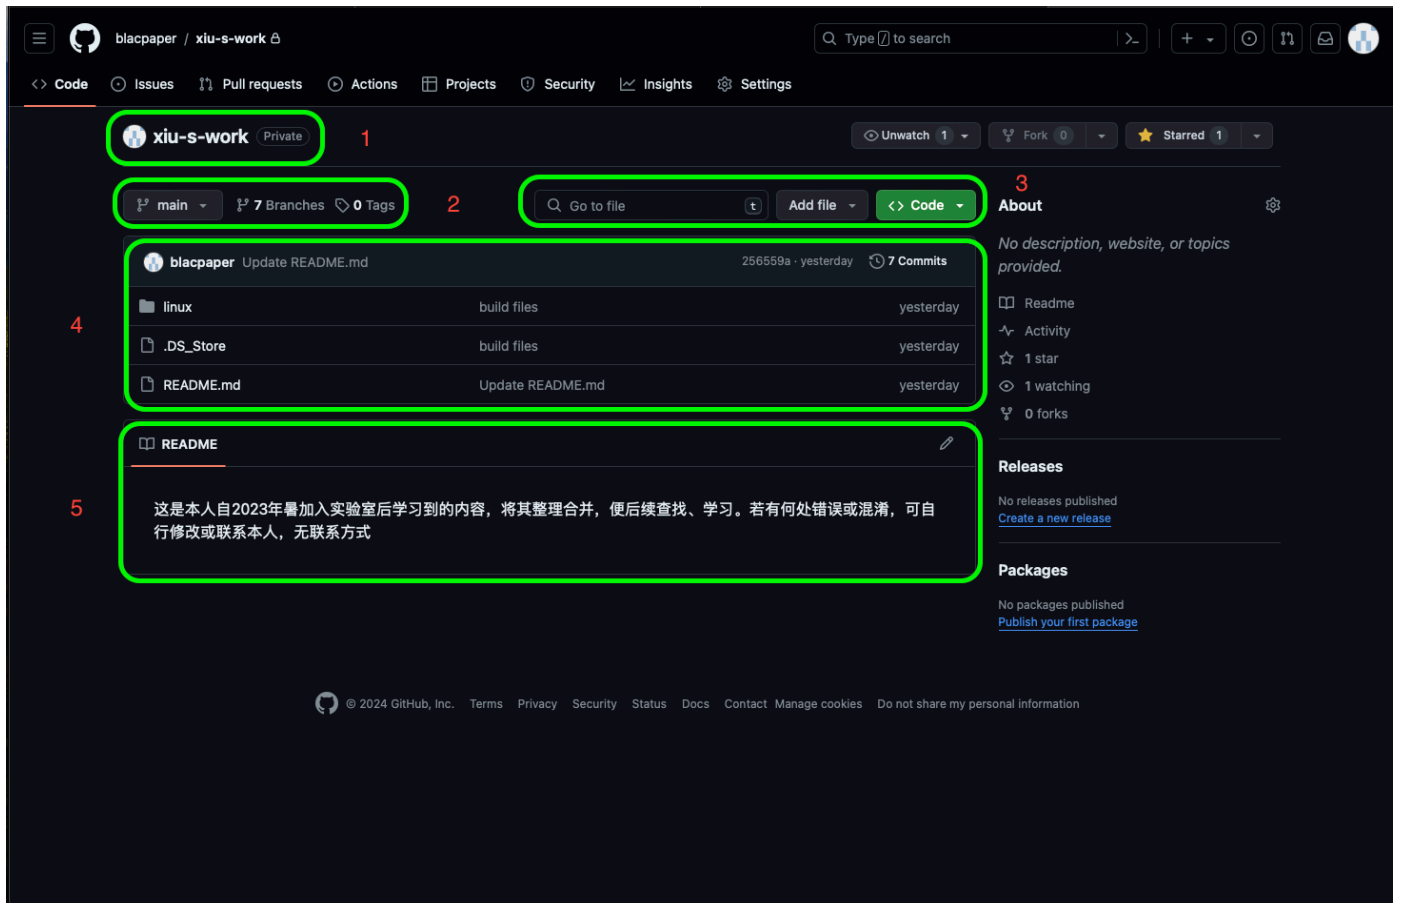 blacpaper / xiu-s-work
Type / to search
Code Issues Pull requests Actions Projects Security Insights Settings
xiu-s-work Private 1
Unwatch 1 Fork 0 Starred 1
main 7 Branches 0 Tags 2
Go to file t Add file Code 3
blacpaper Update README.md 256559a · yesterday 7 Commits
linux build files yesterday
4
.DS_Store build files yesterday
README.md Update README.md yesterday
README
5
这是本人自2023年暑加入实验室后学习到的内容，将其整理合并，便后续查找、学习。若有何处错误或混淆，可自
行修改或联系本人，无联系方式
About
No description, website, or topics
provided.
Readme
Activity
1 star
1 watching
0 forks
Releases
No releases published
Create a new release
Packages
No packages published
Publish your first package
© 2024 GitHub, Inc. Terms Privacy Security Status Docs Contact Manage cookies Do not share my personal information